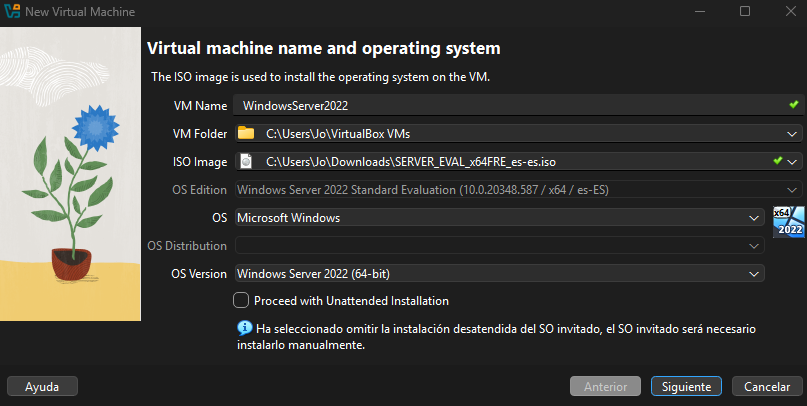 New Virtual Machine
Virtual machine name and operating system
The ISO image is used to install the operating system on the VM.
VM Name WindowsServer2022
VM Folder C:\Users\Jo\VirtualBox VMs
ISO Image C:\Users\Jo\Downloads\SERVER_EVAL_x64FRE_es-es.iso
OS Edition Windows Server 2022 Standard Evaluation (10.0.20348.587 / x64 / es-ES)
OS Microsoft Windows
x64
2022
OS Distribution
OS Version Windows Server 2022 (64-bit)
Proceed with Unattended Installation
Ha seleccionado omitir la instalación desatendida del SO invitado, el SO invitado será necesario
instalarlo manualmente.
Ayuda Anterior Siguiente Cancelar